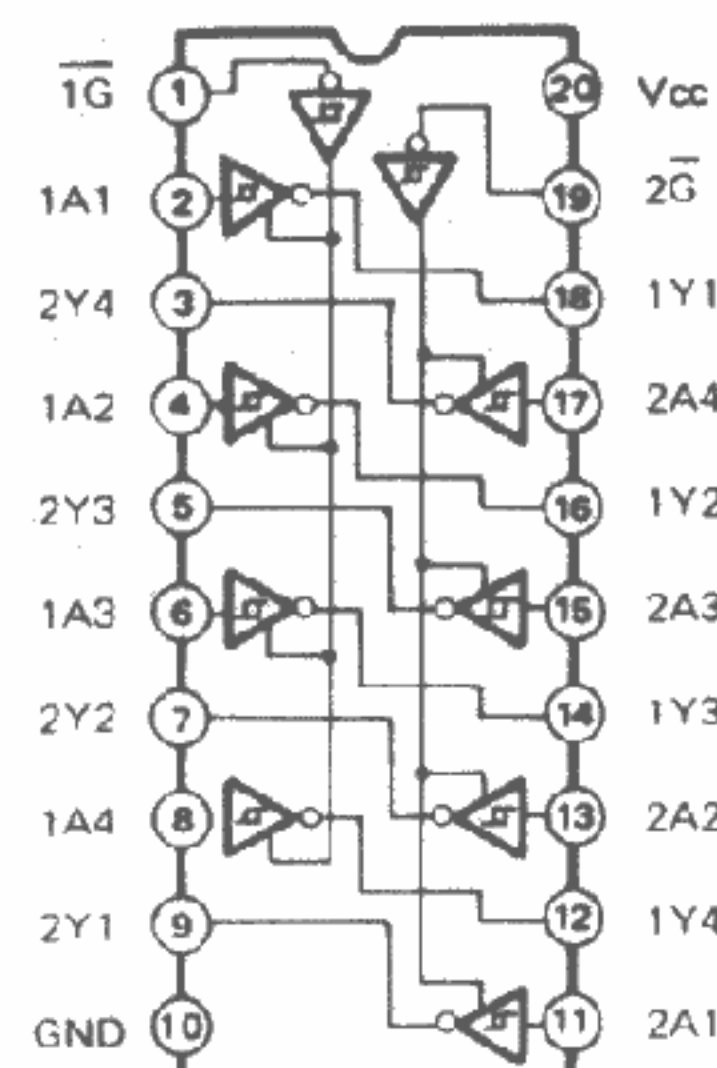 1G 1 20 Vcc
1A1 2 19 2G
2Y4 3 18 1Y1
1A2 4 17 2A4
2Y3 5 16 1Y2
1A3 6 15 2A3
2Y2 7 14 1Y3
1A4 8 13 2A2
2Y1 9 12 1Y4
GND 10 11 2A1